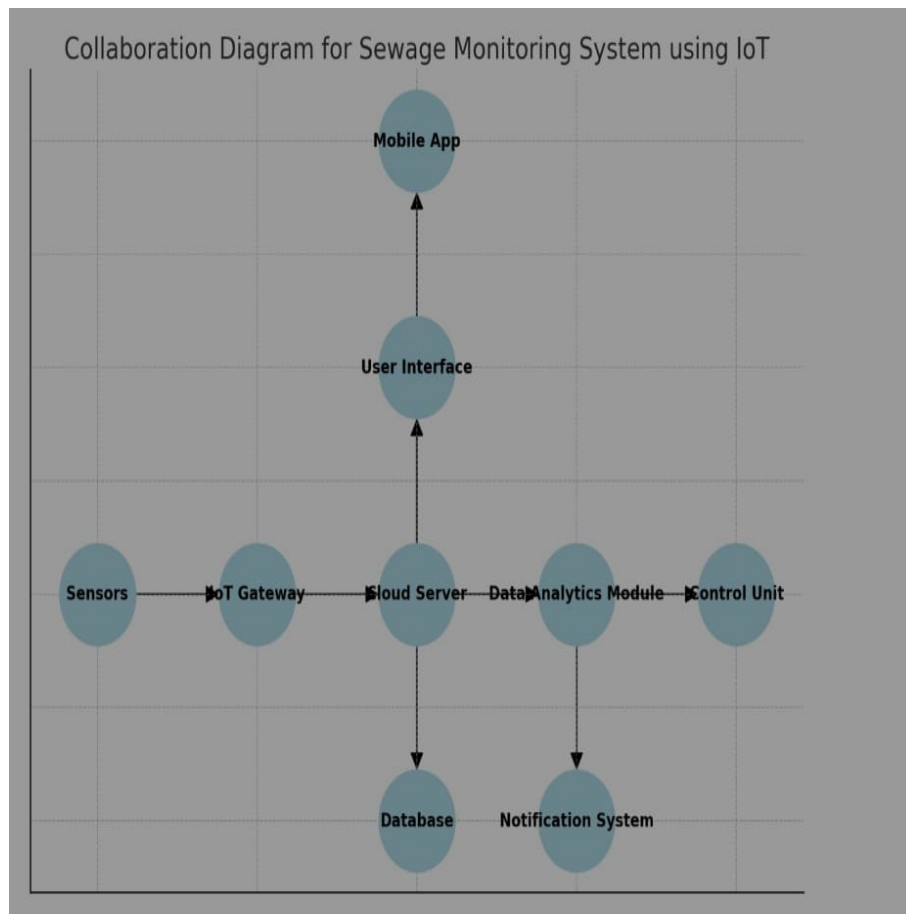 Collaboration Diagram for Sewage Monitoring System using IoT
Mobile App
User Interface
Sensors
IoT Gateway
Cloud Server
Data Analytics Module
Control Unit
Database
Notification System